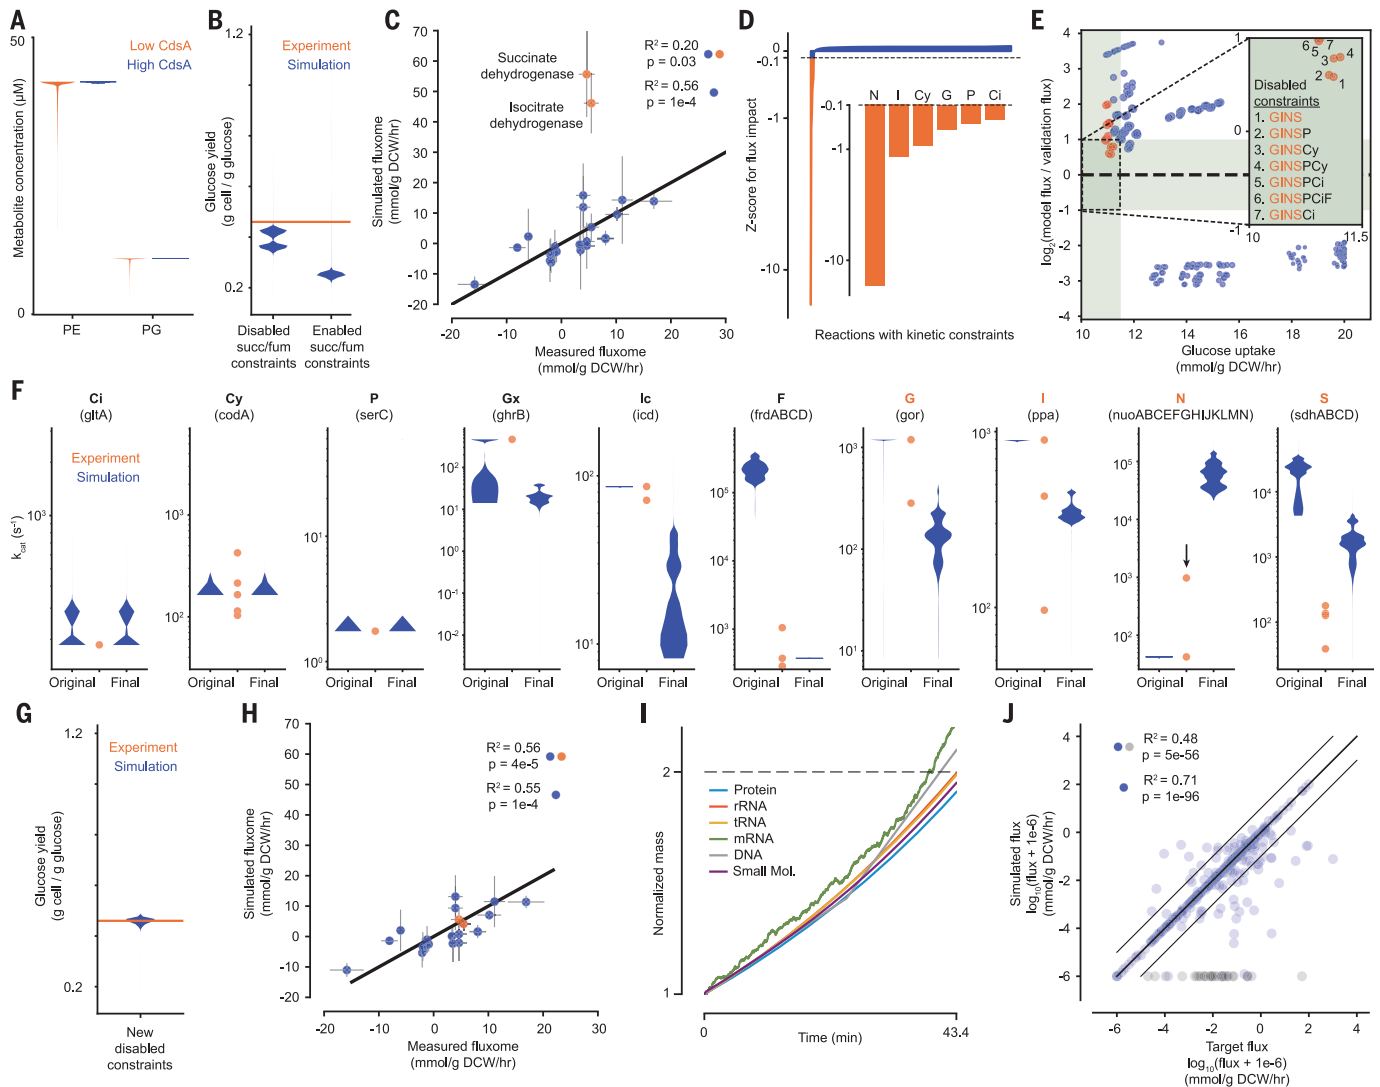 A
50
Low CdsA
High CdsA
Metabolite concentration (µM)
0
PE
PG
B
1.2
Experiment
Simulation
Glucose yield
(g cell / g glucose)
0.2
Disabled
succ/fum
constraints
Enabled
succ/fum
constraints
C
70
60
50
40
30
20
10
0
-10
-20
Simulated fluxome
(mmol/g DCW/hr)
Succinate
dehydrogenase
Isocitrate
dehydrogenase
R² = 0.20
p = 0.03
R² = 0.56
p = 1e-4
-20
-10
0
10
20
30
Measured fluxome
(mmol/g DCW/hr)
D
0
-0.1
-10
Z-score for flux impact
N I Cy G P Ci
-0.1
-1
-10
Reactions with kinetic constraints
E
4
3
2
1
0
-1
-2
-3
-4
log₂(model flux / validation flux)
1
0
-1
6 7
5
3 4
2 1
Disabled
constraints
1. GINS
2. GINSP
3. GINSCy
4. GINSPCy
5. GINSPCi
6. GINSPCiF
7. GINSCi
10
11.5
10
12
14
16
18
20
Glucose uptake
(mmol/g DCW/hr)
F
k_cat (s⁻¹)
Ci
(gltA)
Experiment
Simulation
10³
Original Final
Cy
(codA)
10³
10²
Original Final
P
(serC)
10¹
10⁰
Original Final
Gx
(ghrB)
10²
10¹
10⁰
10⁻¹
10⁻²
Original Final
Ic
(icd)
10²
10¹
Original Final
F
(frdABCD)
10⁵
10⁴
10³
Original Final
G
(gor)
10³
10²
10¹
Original Final
I
(ppa)
10³
10²
Original Final
N
(nuoABCEFGHIJKLMN)
10⁵
10⁴
10³
10²
Original Final
S
(sdhABCD)
10⁴
10³
10²
Original Final
G
1.2
Experiment
Simulation
Glucose yield
(g cell / g glucose)
0.2
New
disabled
constraints
H
70
60
50
40
30
20
10
0
-10
-20
Simulated fluxome
(mmol/g DCW/hr)
R² = 0.56
p = 4e-5
R² = 0.55
p = 1e-4
-20
-10
0
10
20
30
Measured fluxome
(mmol/g DCW/hr)
I
2
1
Normalized mass
Protein
rRNA
tRNA
mRNA
DNA
Small Mol.
0
43.4
Time (min)
J
4
2
0
-2
-4
-6
Simulated flux
log₁₀(flux + 1e-6)
(mmol/g DCW/hr)
R² = 0.48
p = 5e-56
R² = 0.71
p = 1e-96
-6
-4
-2
0
2
4
Target flux
log₁₀(flux + 1e-6)
(mmol/g DCW/hr)